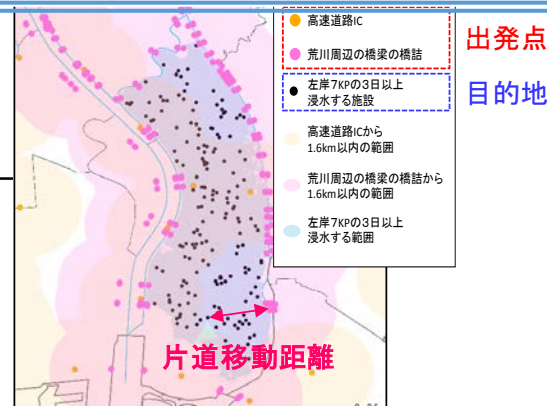 高速道路IC
荒川周辺の橋梁の橋詰
左岸7KPの3日以上
浸水する施設
高速道路ICから
1.6km以内の範囲
荒川周辺の橋梁の橋詰から
1.6km以内の範囲
左岸7KPの3日以上
浸水する範囲
出発点
目的地
片道移動距離